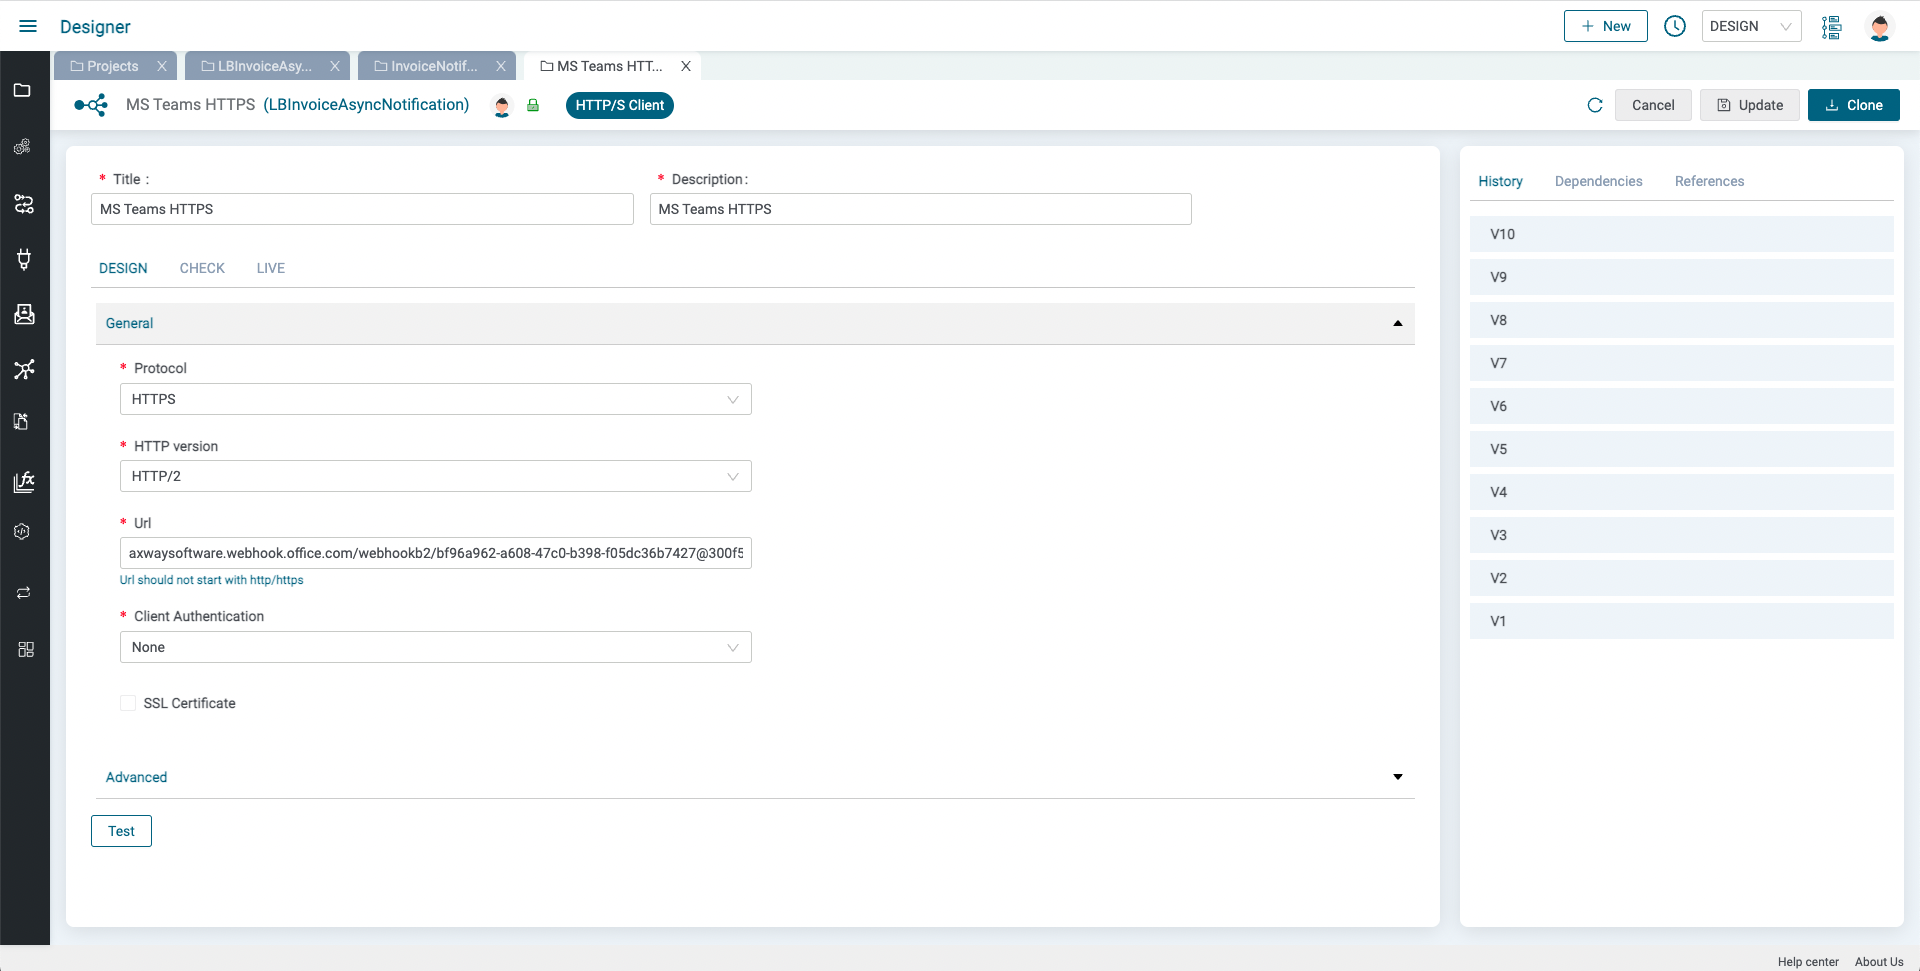 Designer
New
DESIGN
Projects
LBInvoiceAsy...
InvoiceNotif...
MS Teams HTT...
MS Teams HTTPS (LBInvoiceAsyncNotification)
HTTP/S Client
Cancel
Update
Clone
* Title :
MS Teams HTTPS
* Description :
MS Teams HTTPS
DESIGN
CHECK
LIVE
General
* Protocol
HTTPS
* HTTP version
HTTP/2
* Url
axwaysoftware.webhook.office.com/webhookb2/bf96a962-a608-47c0-b398-f05dc36b7427@300f5
Url should not start with http/https
* Client Authentication
None
SSL Certificate
Advanced
Test
History
Dependencies
References
V10
V9
V8
V7
V6
V5
V4
V3
V2
V1
Help center
About Us